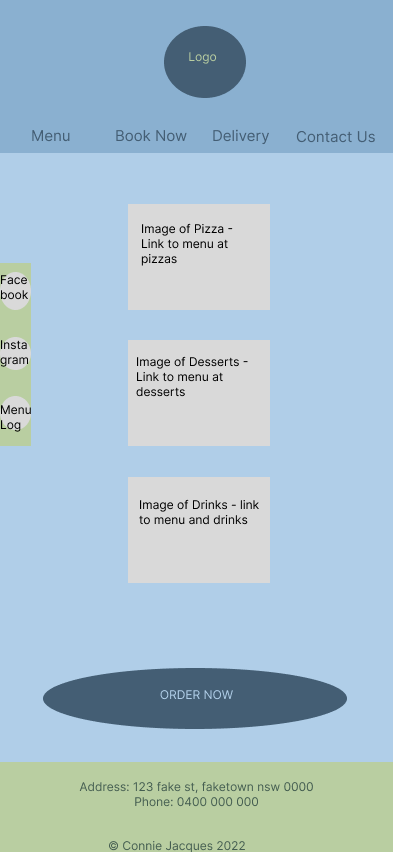 Logo
Menu
Book Now
Delivery
Contact Us
Image of Pizza -
Link to menu at
pizzas
Face
book
Insta
gram
Menu
Log
Image of Desserts -
Link to menu at
desserts
Image of Drinks - link
to menu and drinks
ORDER NOW
Address: 123 fake st, faketown nsw 0000
Phone: 0400 000 000
© Connie Jacques 2022